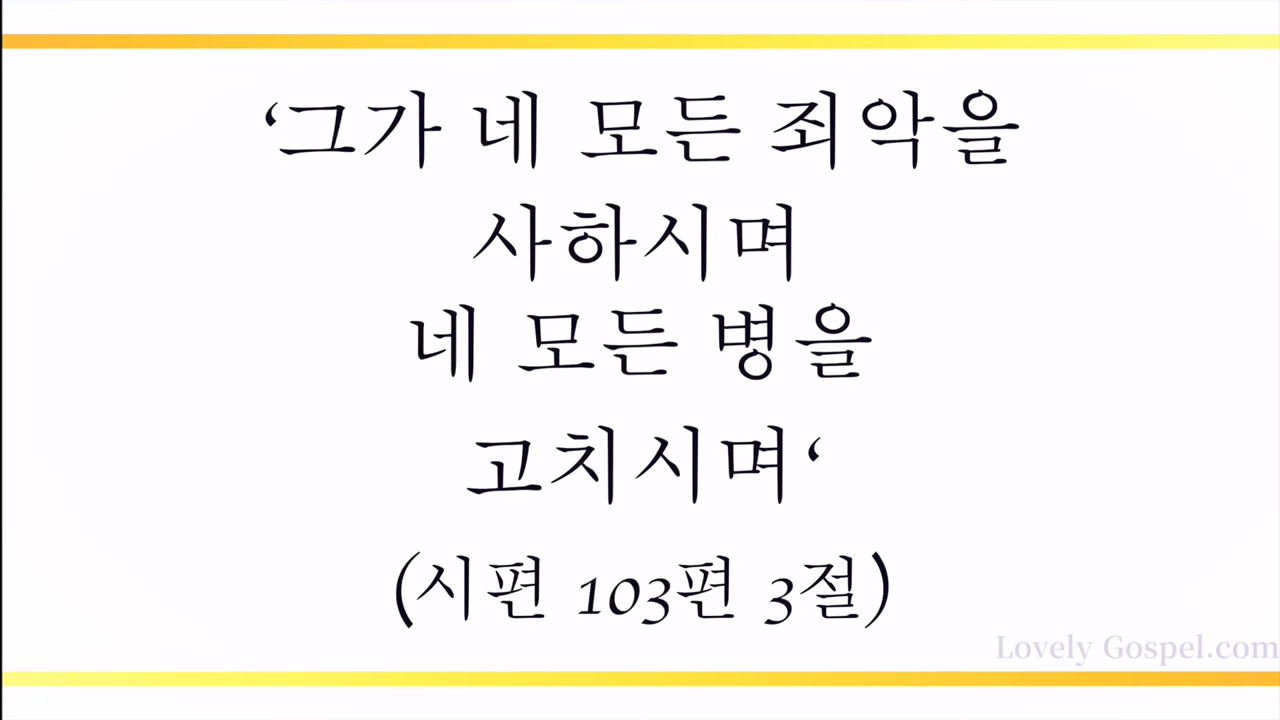 ‘그가 네 모든 죄악을
사하시며
네 모든 병을
고치시며‘
(시편 103편 3절)
Lovely Gospel.com